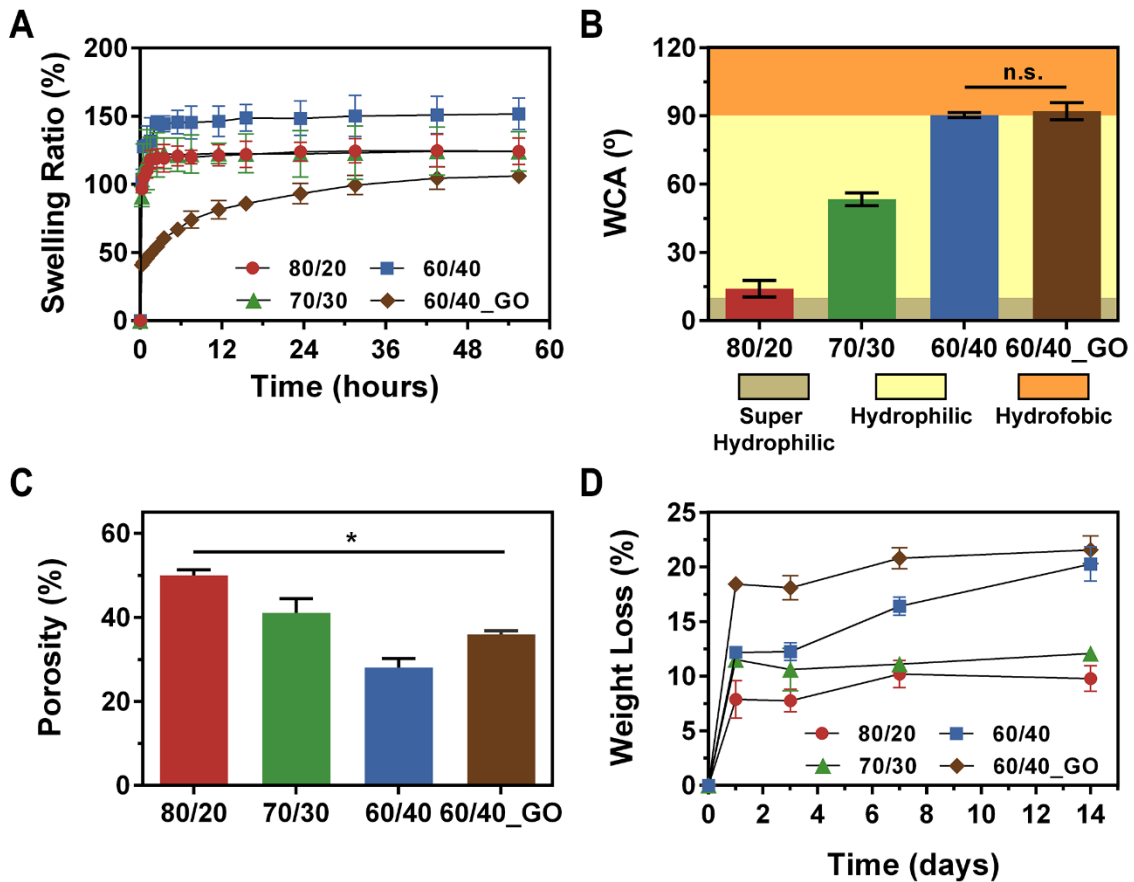 A
200
150
100
50
0
Swelling Ratio (%)
80/20
60/40
70/30
60/40_GO
0 12 24 36 48 60
Time (hours)
B
120
90
60
30
0
WCA (º)
n.s.
80/20 70/30 60/40 60/40_GO
Super
Hydrophilic
Hydrophilic
Hydrofobic
C
60
40
20
0
Porosity (%)
*
80/20 70/30 60/40 60/40_GO
D
25
20
15
10
5
0
Weight Loss (%)
80/20
60/40
70/30
60/40_GO
0 2 4 6 8 10 12 14
Time (days)